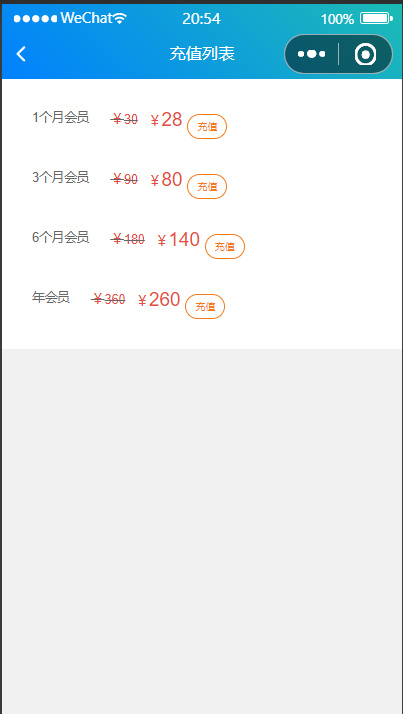 WeChat 20:54 100%
充值列表
1个月会员 ￥30 ￥28 充值
3个月会员 ￥90 ￥80 充值
6个月会员 ￥180 ￥140 充值
年会员 ￥360 ￥260 充值